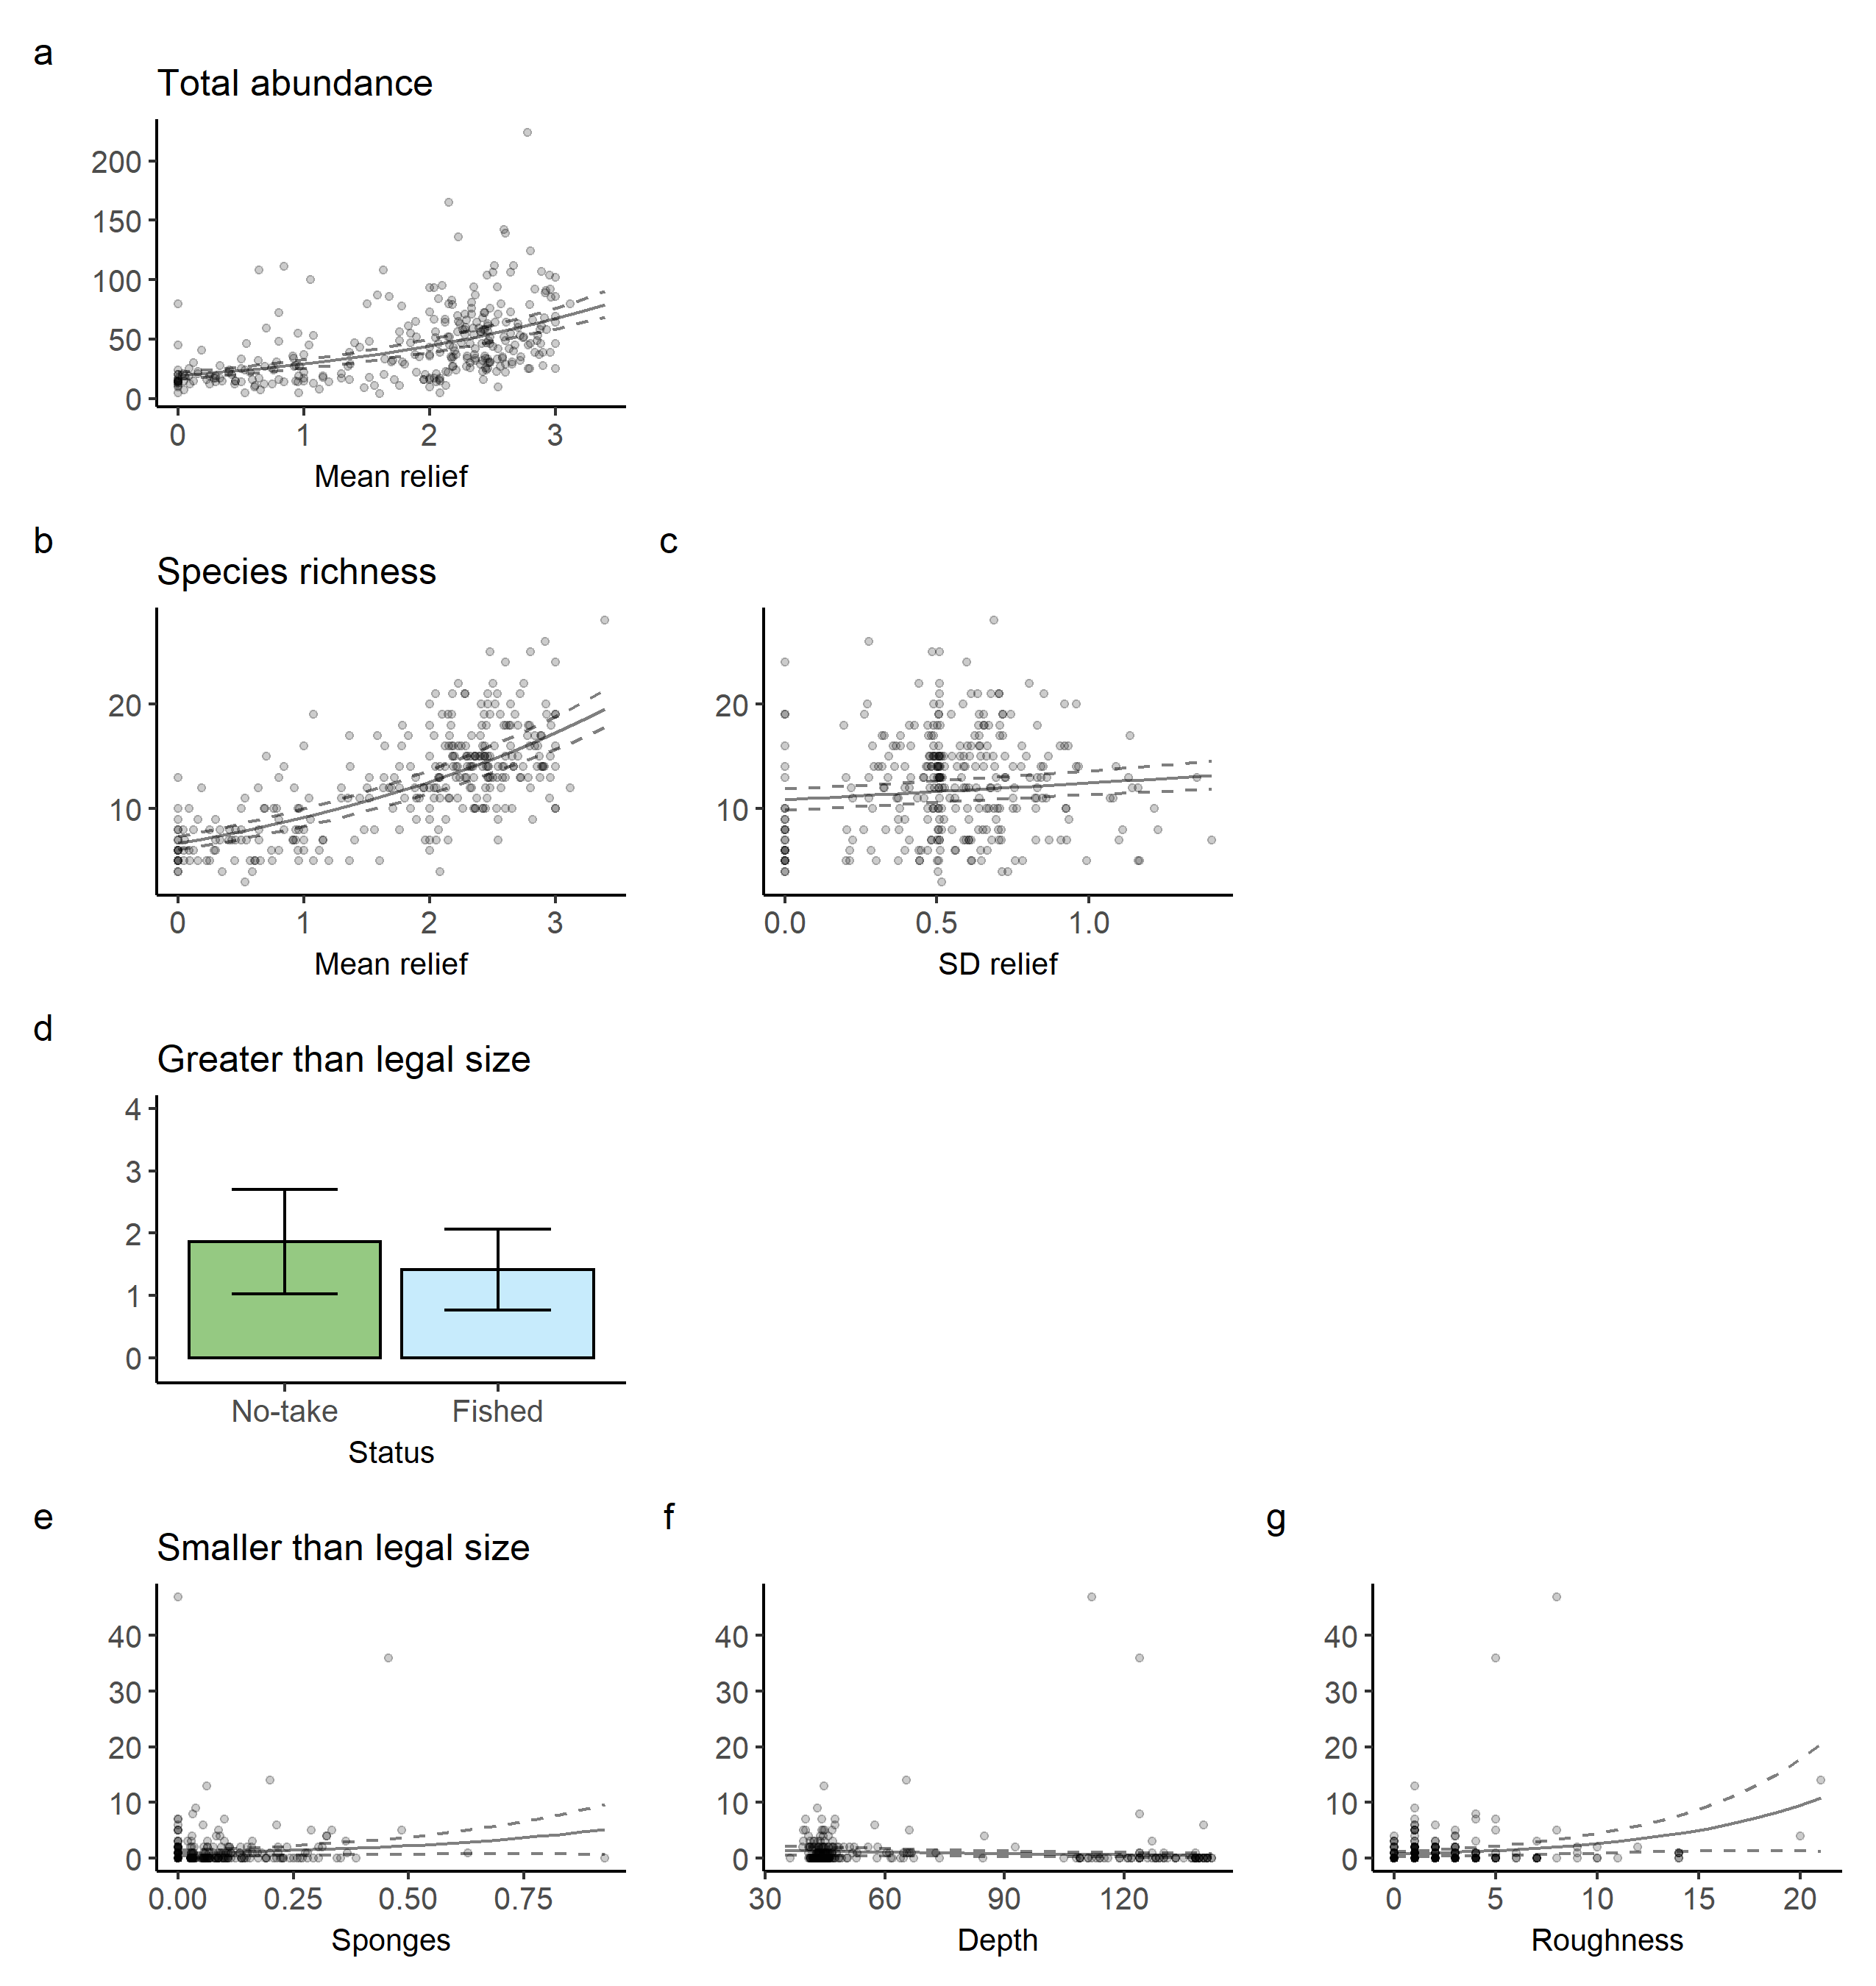 a
Total abundance
200
150
100
50
0
0 1 2 3
Mean relief
b c
Species richness
20
10
0 1 2 3
Mean relief
20
10
0.0 0.5 1.0
SD relief
d
Greater than legal size
4
3
2
1
0
No-take Fished
Status
e f g
Smaller than legal size
40
30
20
10
0
0.00 0.25 0.50 0.75
Sponges
40
30
20
10
0
30 60 90 120
Depth
40
30
20
10
0
0 5 10 15 20
Roughness